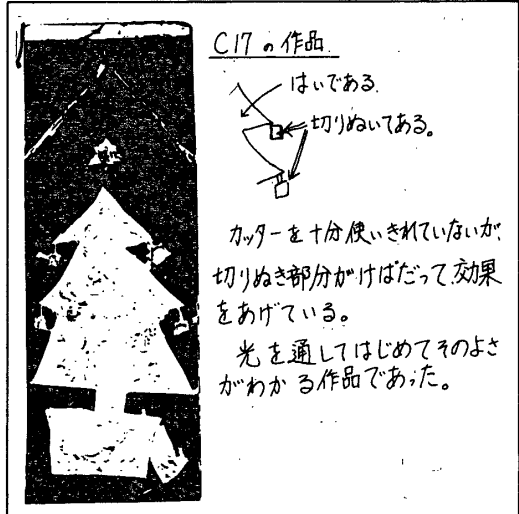 C17の作品
はいである。
切りぬいてある。
カッターを十分使いきれていないが、
切りぬき部分がけばだって、効果
をあげている。
光を通してはじめてそのよさ
がわかる作品であった。